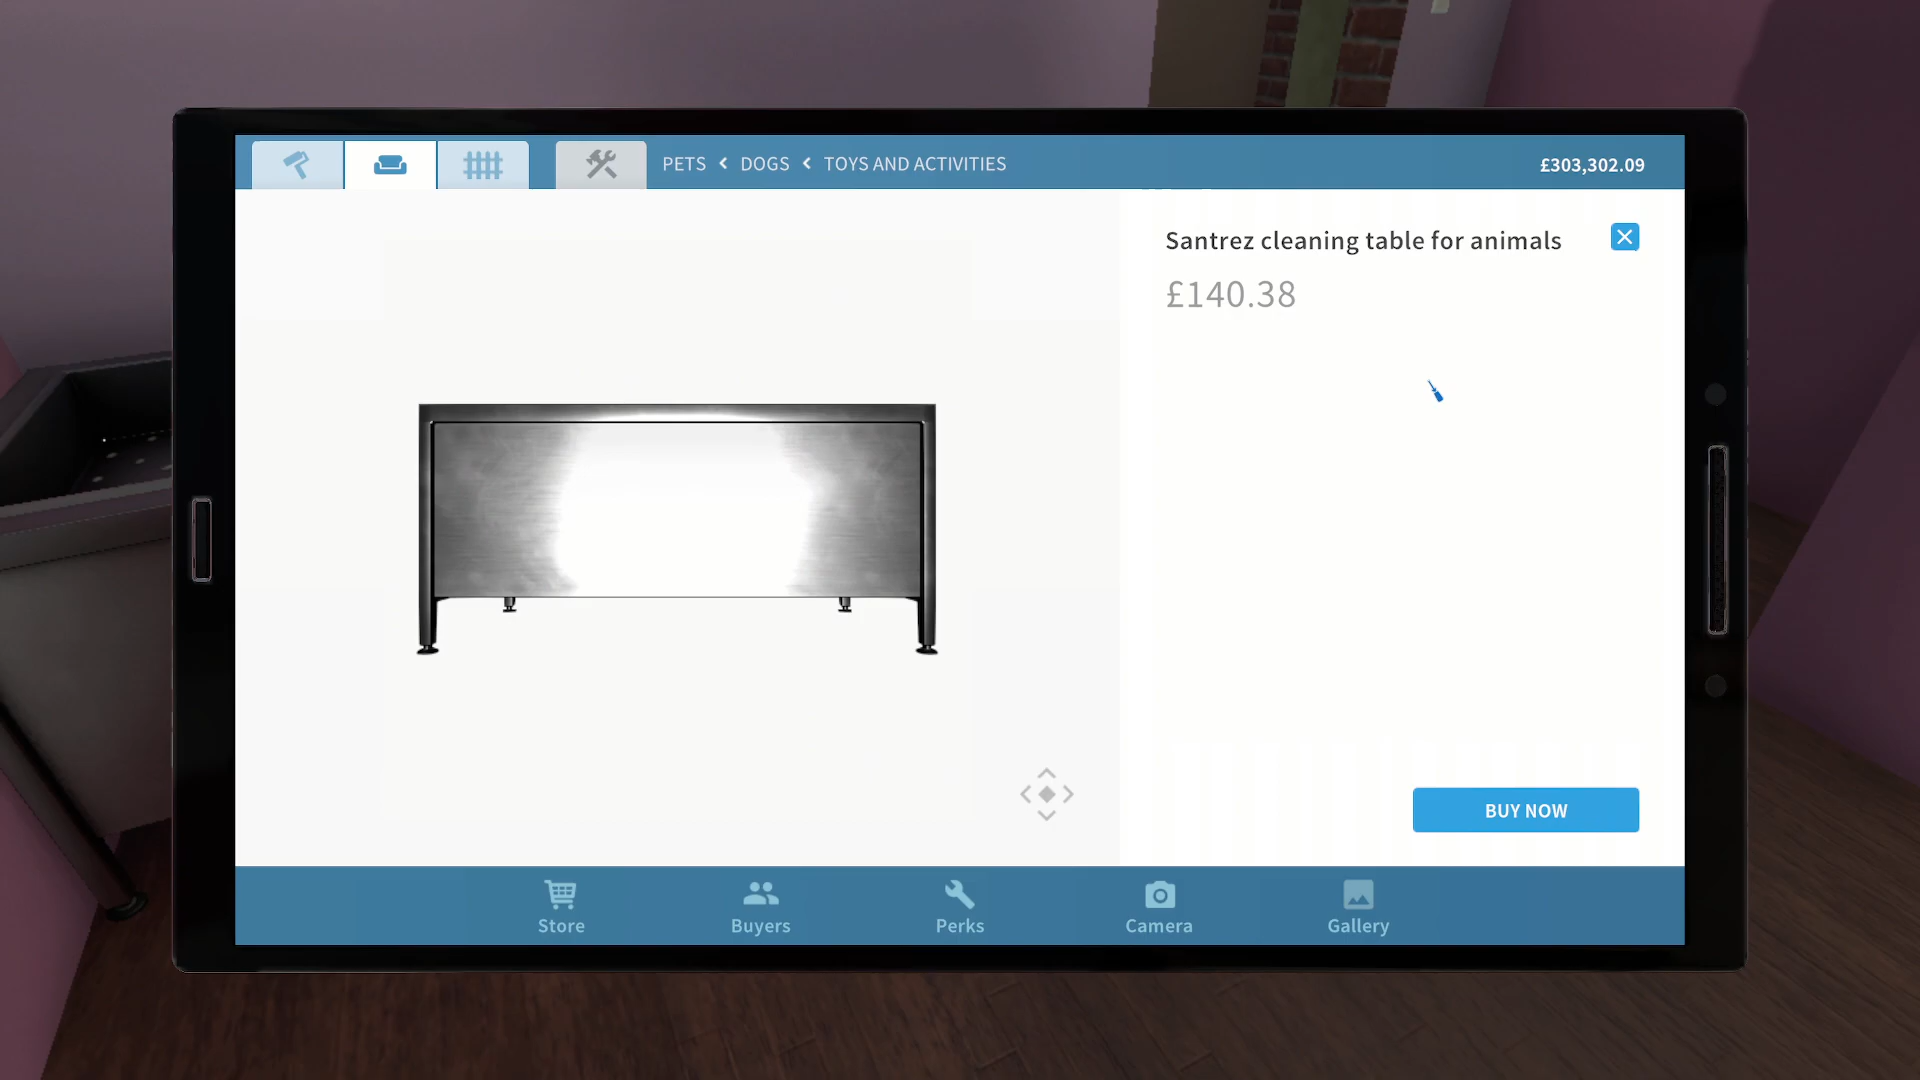 PETS < DOGS < TOYS AND ACTIVITIES
£303,302.09
Santrez cleaning table for animals
£140.38
BUY NOW
Store
Buyers
Perks
Camera
Gallery